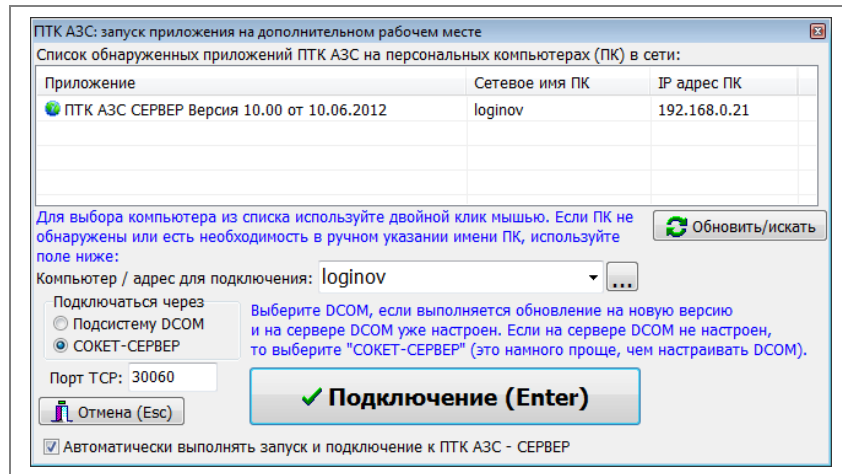 ПТК АЗС: запуск приложения на дополнительном рабочем месте
Список обнаруженных приложений ПТК АЗС на персональных компьютерах (ПК) в сети:
Приложение Сетевое имя ПК IP адрес ПК
ПТК АЗС СЕРВЕР Версия 10.00 от 10.06.2012 loginov 192.168.0.21
Для выбора компьютера из списка используйте двойной клик мышью. Если ПК не
обнаружены или есть необходимость в ручном указании имени ПК, используйте
поле ниже:
Обновить/искать
Компьютер / адрес для подключения: loginov ...
Подключаться через
Подсистему DCOM
СОКЕТ-СЕРВЕР
Выберите DCOM, если выполняется обновление на новую версию
и на сервере DCOM уже настроен. Если на сервере DCOM не настроен,
то выберите "СОКЕТ-СЕРВЕР" (это намного проще, чем настраивать DCOM).
Порт TCP: 30060
Подключение (Enter)
Отмена (Esc)
Автоматически выполнять запуск и подключение к ПТК АЗС - СЕРВЕР